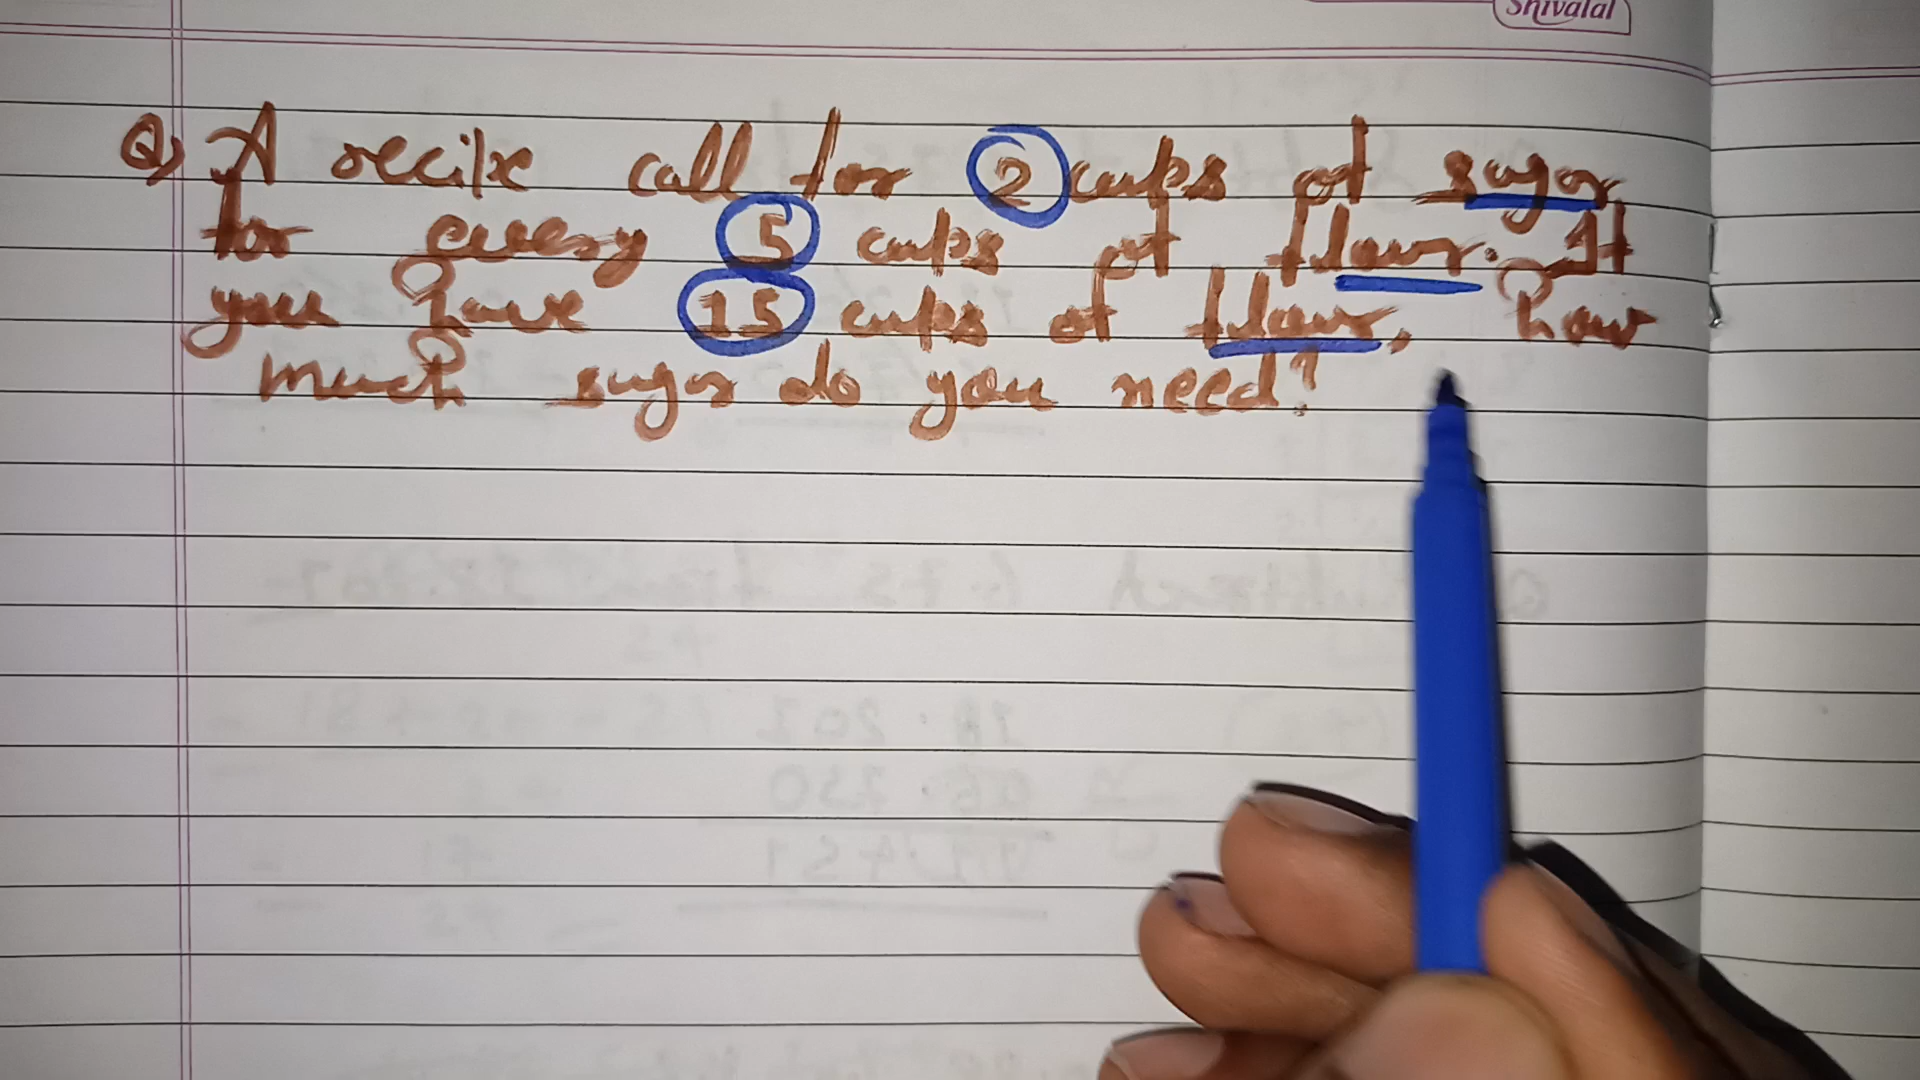 Shivalal
Q) A recipe call for 2 cups of sugar
for every 5 cups of flour. If
you have 15 cups of flour, how
much sugar do you need?